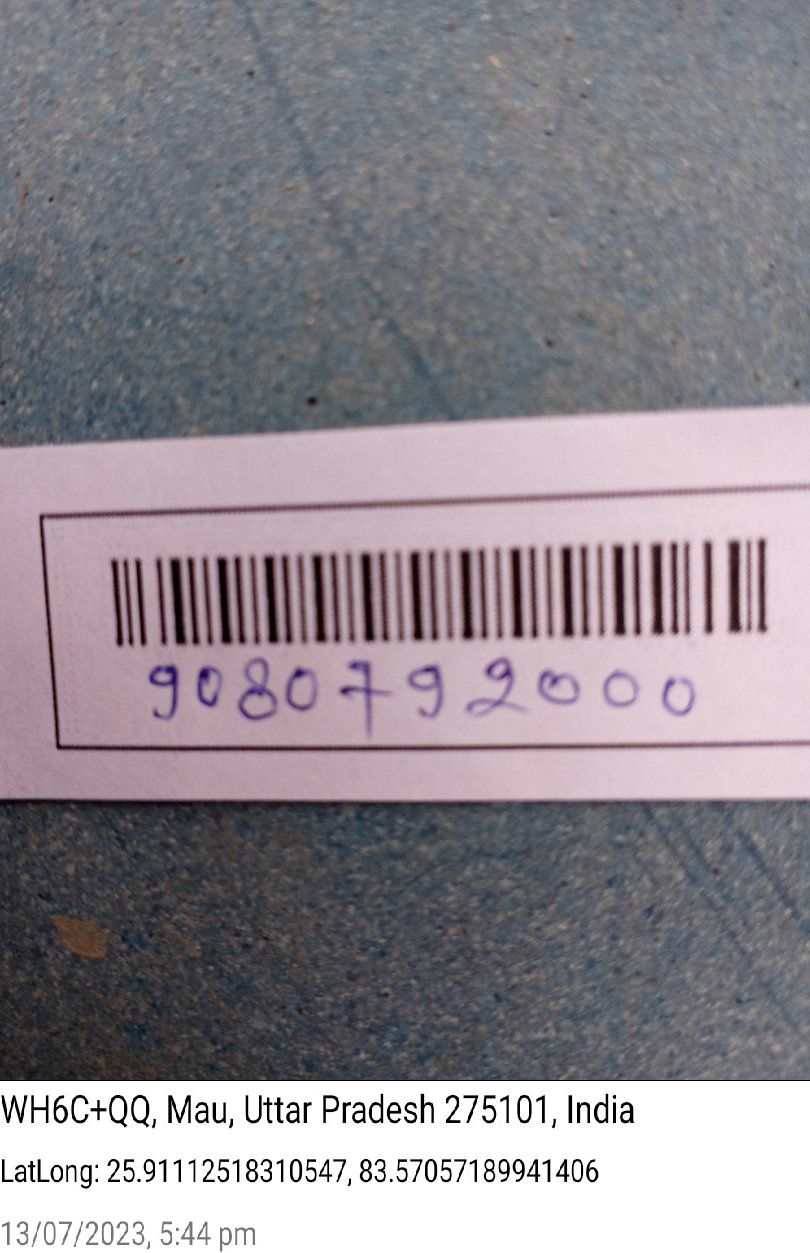 9080792000
WH6C+QQ, Mau, Uttar Pradesh 275101, India
LatLong: 25.91112518310547, 83.57057189941406
13/07/2023, 5:44 pm